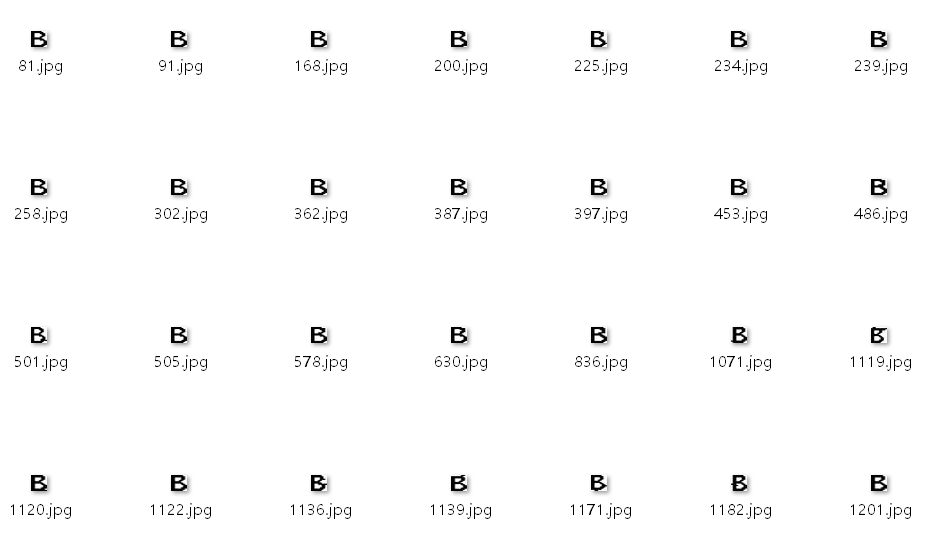 B B B B B B B
81.jpg 91.jpg 168.jpg 200.jpg 225.jpg 234.jpg 239.jpg
B B B B B B B
258.jpg 302.jpg 362.jpg 387.jpg 397.jpg 453.jpg 486.jpg
B B B B B B B
501.jpg 505.jpg 578.jpg 630.jpg 836.jpg 1071.jpg 1119.jpg
B B B B B B B
1120.jpg 1122.jpg 1136.jpg 1139.jpg 1171.jpg 1182.jpg 1201.jpg